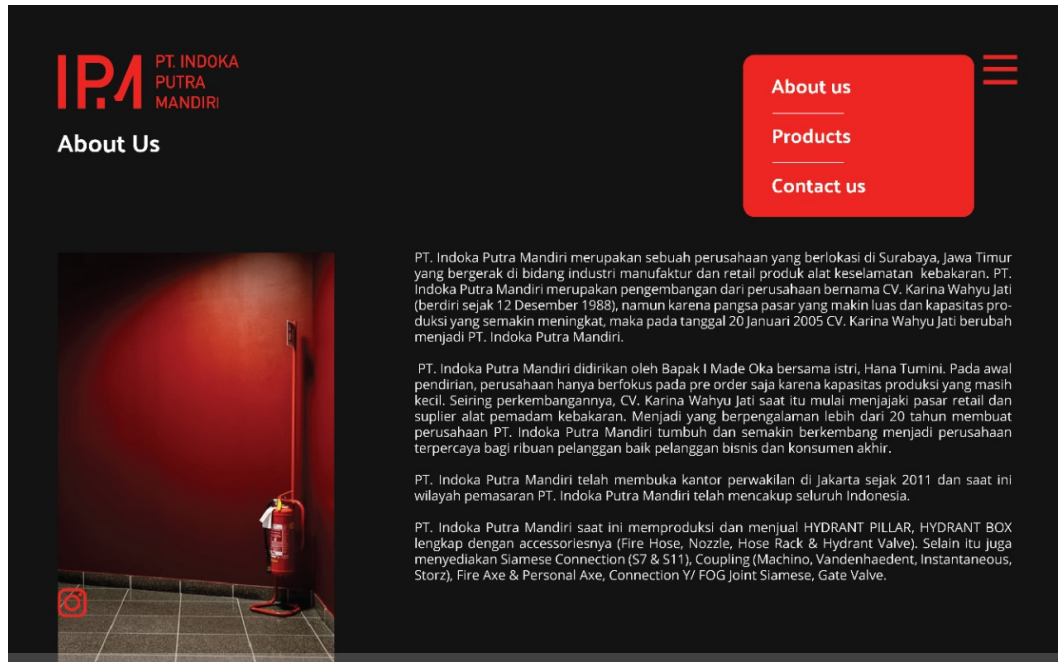 IPM
PT. INDOKA
PUTRA
MANDIRI
About Us
About us
Products
Contact us
PT. Indoka Putra Mandiri merupakan sebuah perusahaan yang berlokasi di Surabaya, Jawa Timur
yang bergerak di bidang industri manufaktur dan retail produk alat keselamatan kebakaran. PT.
Indoka Putra Mandiri merupakan pengembangan dari perusahaan bernama CV. Karina Wahyu Jati
(berdiri sejak 12 Desember 1988), namun karena pangsa pasar yang makin luas dan kapasitas pro-
duksi yang semakin meningkat, maka pada tanggal 20 Januari 2005 CV. Karina Wahyu Jati berubah
menjadi PT. Indoka Putra Mandiri.
PT. Indoka Putra Mandiri didirikan oleh Bapak I Made Oka bersama istri, Hana Tumini. Pada awal
pendirian, perusahaan hanya berfokus pada pre order saja karena kapasitas produksi yang masih
kecil. Seiring perkembangannya, CV. Karina Wahyu Jati saat itu mulai menjajaki pasar retail dan
suplier alat pemadam kebakaran. Menjadi yang berpengalaman lebih dari 20 tahun membuat
perusahaan PT. Indoka Putra Mandiri tumbuh dan semakin berkembang menjadi perusahaan
terpercaya bagi ribuan pelanggan baik pelanggan bisnis dan konsumen akhir.
PT. Indoka Putra Mandiri telah membuka kantor perwakilan di Jakarta sejak 2011 dan saat ini
wilayah pemasaran PT. Indoka Putra Mandiri telah mencakup seluruh Indonesia.
PT. Indoka Putra Mandiri saat ini memproduksi dan menjual HYDRANT PILLAR, HYDRANT BOX
lengkap dengan accessoriesnya (Fire Hose, Nozzle, Hose Rack & Hydrant Valve). Selain itu juga
menyediakan Siamese Connection (S7 & S11), Coupling (Machino, Vandenhaedent, Instantaneous,
Storz), Fire Axe & Personal Axe, Connection Y/ FOG Joint Siamese, Gate Valve.